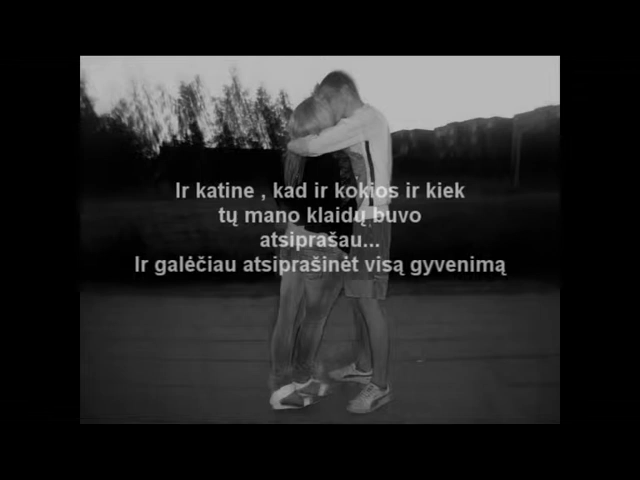 Ir katine , kad ir kokios ir kiek
tų mano klaidų buvo
atsiprašau...
Ir galėčiau atsiprašinėt visą gyvenimą